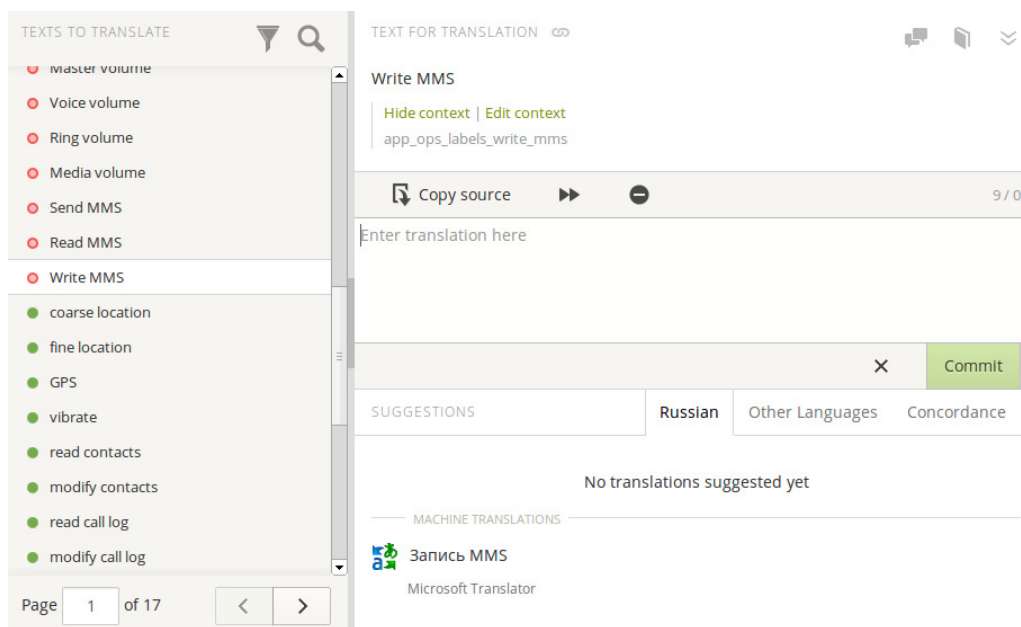 TEXTS TO TRANSLATE
Master volume
Voice volume
Ring volume
Media volume
Send MMS
Read MMS
Write MMS
coarse location
fine location
GPS
vibrate
read contacts
modify contacts
read call log
modify call log
Page 1 of 17
TEXT FOR TRANSLATION
Write MMS
Hide context | Edit context
app_ops_labels_write_mms
Copy source
9 / 0
Enter translation here
Commit
SUGGESTIONS
Russian
Other Languages
Concordance
No translations suggested yet
MACHINE TRANSLATIONS
Запись MMS
Microsoft Translator